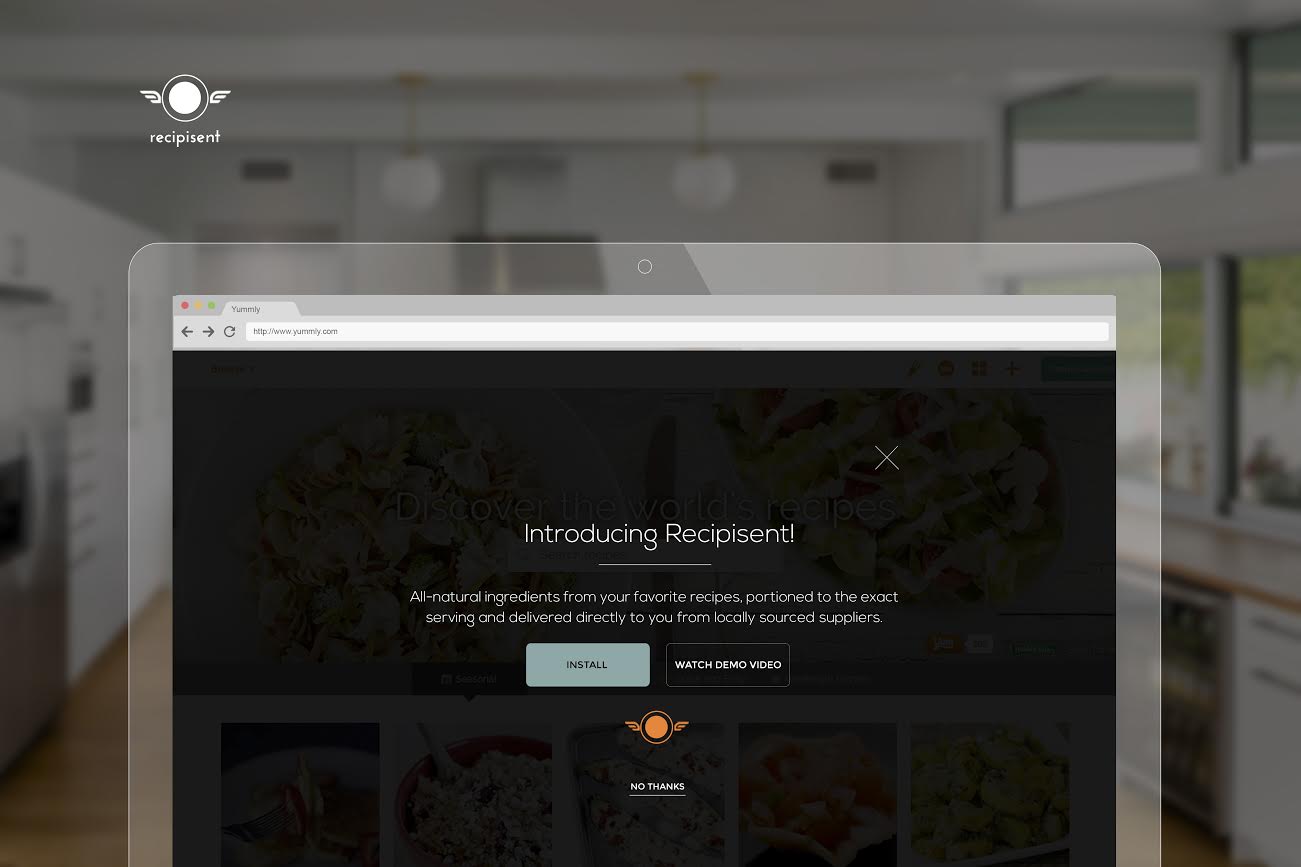 recipisent
Yummly
http://www.yummly.com
Browse
Discover the world's recipes
Introducing Recipisent!
Search recipes
All-natural ingredients from your favorite recipes, portioned to the exact
serving and delivered directly to you from locally sourced suppliers.
INSTALL
WATCH DEMO VIDEO
Seasonal
NO THANKS